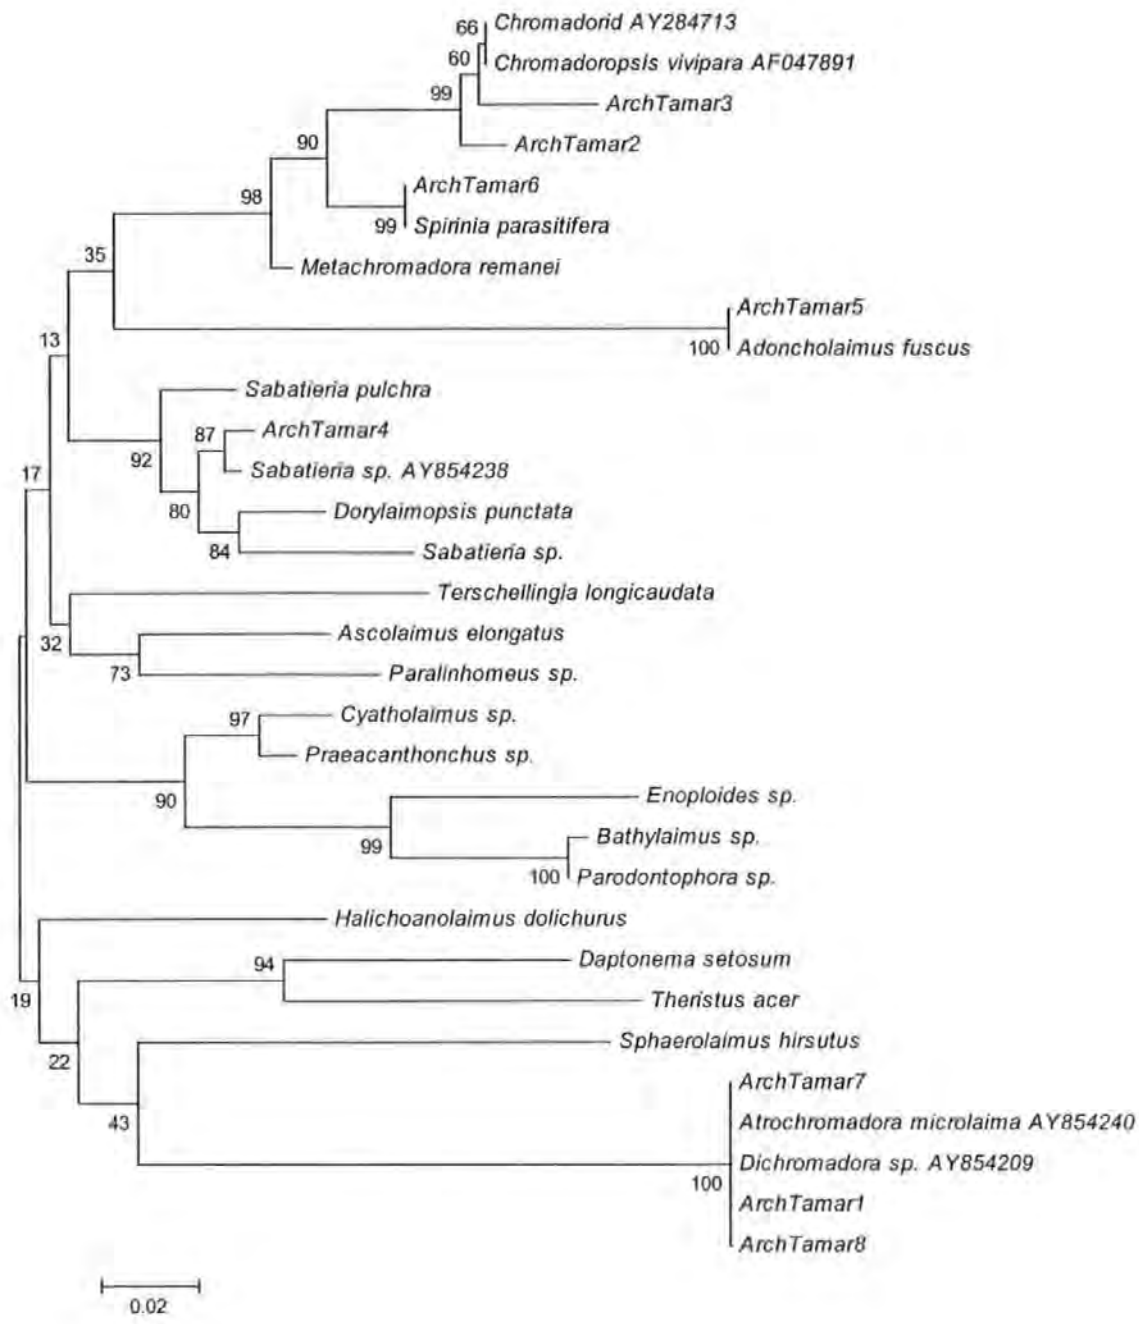 66 Chromadorid AY284713
60
Chromadoropsis vivipara AF047891
99
ArchTamar3
90
ArchTamar2
ArchTamar6
98
99 Spirinia parasitifera
35
Metachromadora remanei
ArchTamar5
13
100 Adoncholaimus fuscus
Sabatieria pulchra
87 ArchTamar4
92
17
Sabatieria sp. AY854238
80
Dorylaimopsis punctata
84
Sabatieria sp.
Terschellingia longicaudata
32
Ascolaimus elongatus
73
Paralinhomeus sp.
97 Cyatholaimus sp.
Praeacanthonchus sp.
90
Enoploides sp.
99
Bathylaimus sp.
100 Parodontophora sp.
Halichoanolaimus dolichurus
94
Daptonema setosum
19
Theristus acer
22
Sphaerolaimus hirsutus
ArchTamar7
43
Atrochromadora microlaima AY854240
Dichromadora sp. AY854209
100
ArchTamar1
ArchTamar8
0.02